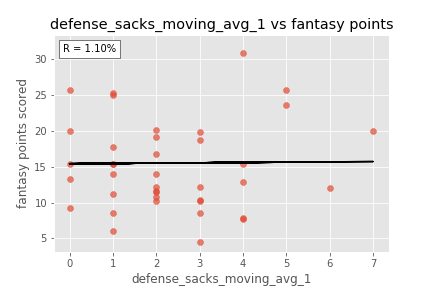 defense_sacks_moving_avg_1 vs fantasy points
R = 1.10%
fantasy points scored
30
25
20
15
10
5
0 1 2 3 4 5 6 7
defense_sacks_moving_avg_1